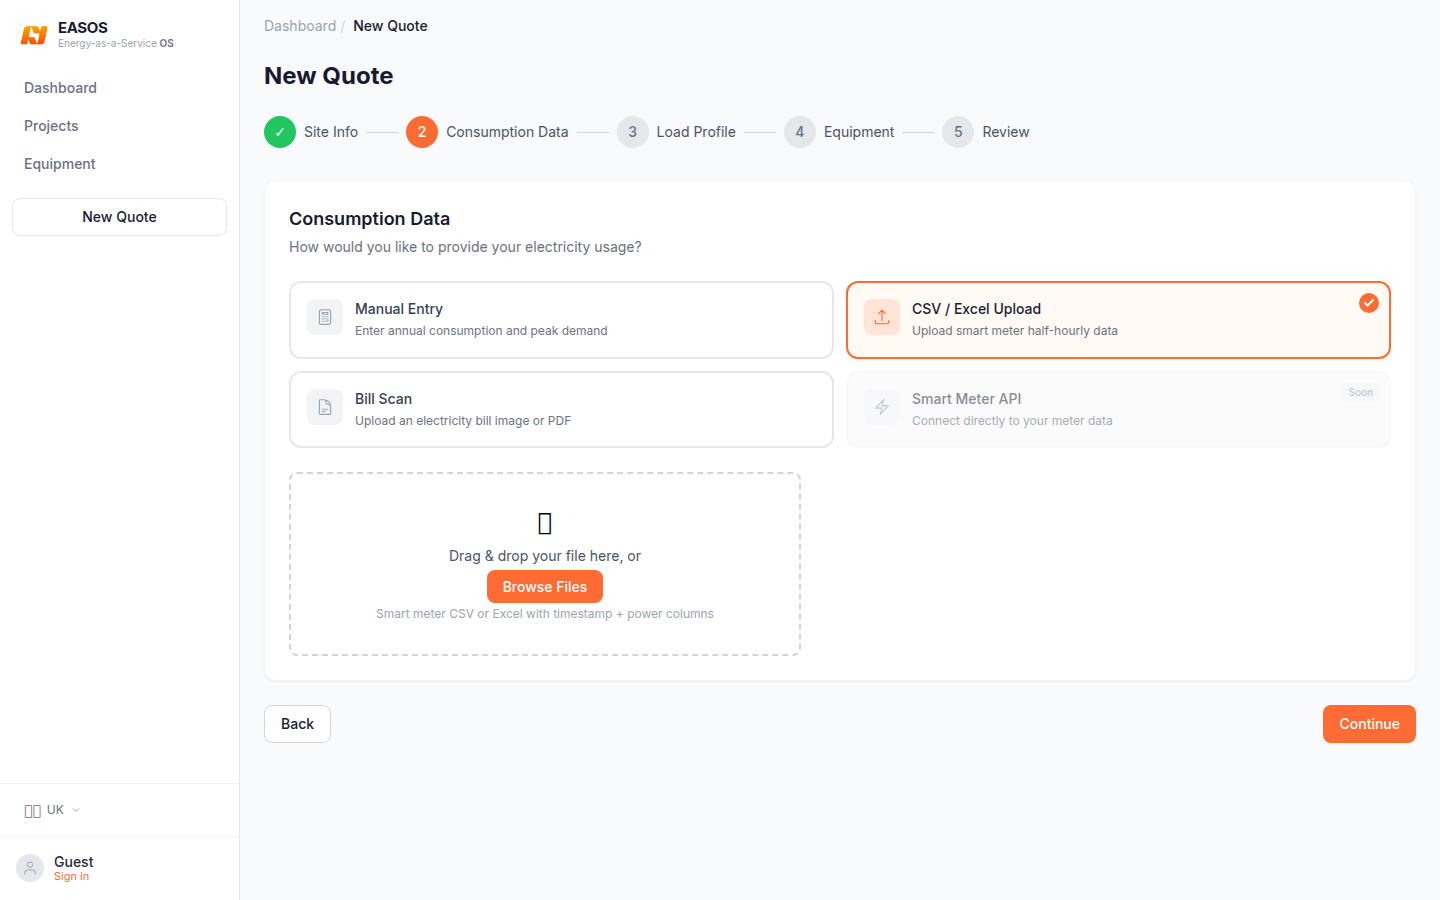 EASOS
Energy-as-a-Service OS
Dashboard
Projects
Equipment
New Quote
UK
Guest
Sign in
Dashboard / New Quote
New Quote
✓ Site Info
2 Consumption Data
3 Load Profile
4 Equipment
5 Review
Consumption Data
How would you like to provide your electricity usage?
Manual Entry
Enter annual consumption and peak demand
CSV / Excel Upload
Upload smart meter half-hourly data
Bill Scan
Upload an electricity bill image or PDF
Smart Meter API
Soon
Connect directly to your meter data
Drag & drop your file here, or
Browse Files
Smart meter CSV or Excel with timestamp + power columns
Back
Continue